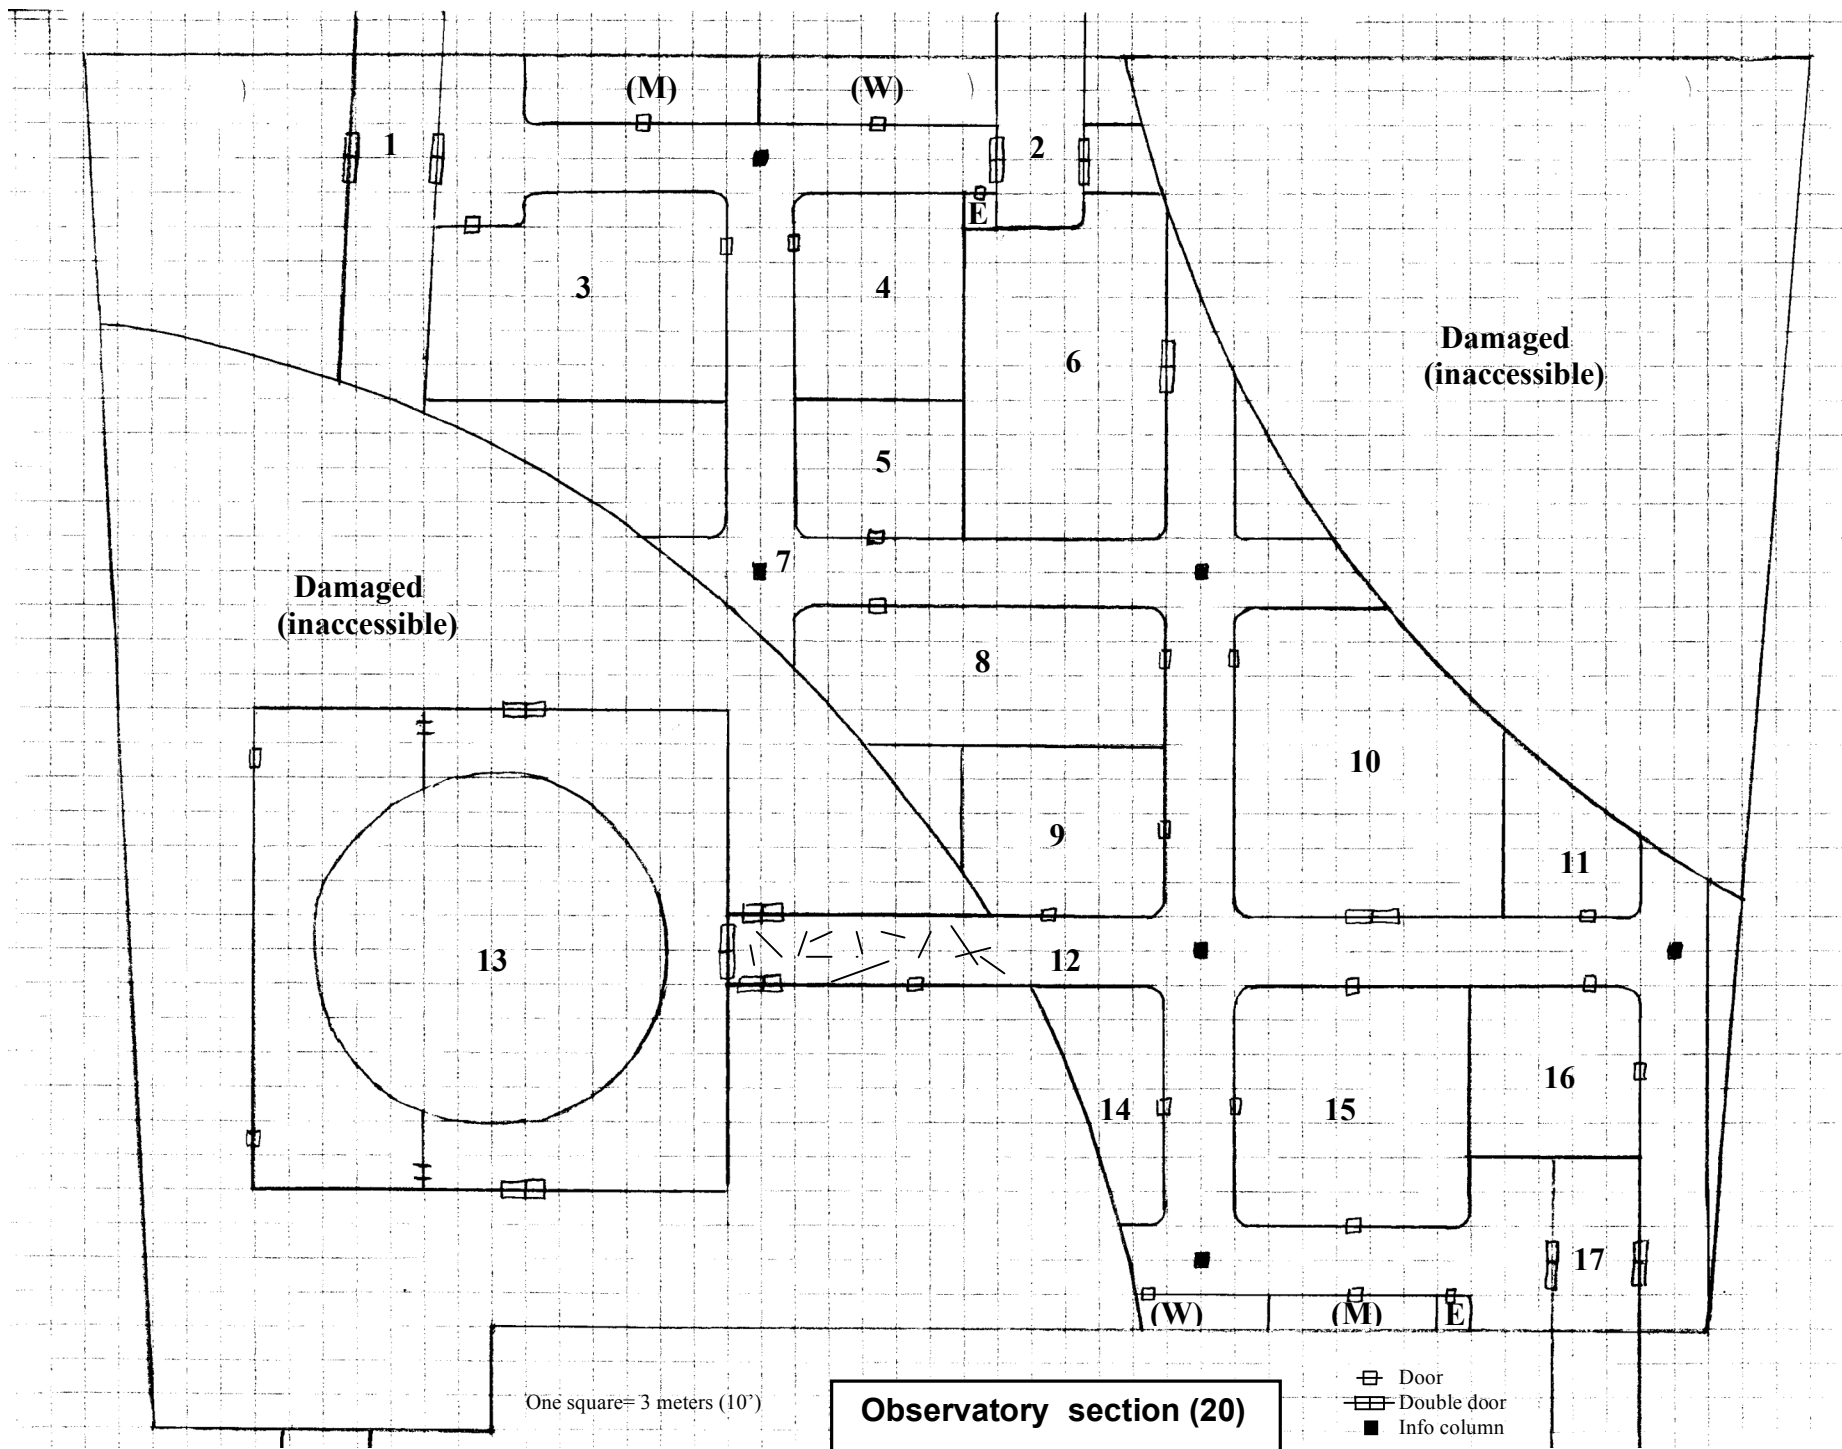 (M)
(W)
1
2
E
3
4
6
Damaged
(inaccessible)
5
7
Damaged
(inaccessible)
8
10
9
11
13
12
14
15
16
17
(W)
(M)
E
One square= 3 meters (10’)
Observatory section (20)
Door
Double door
Info column